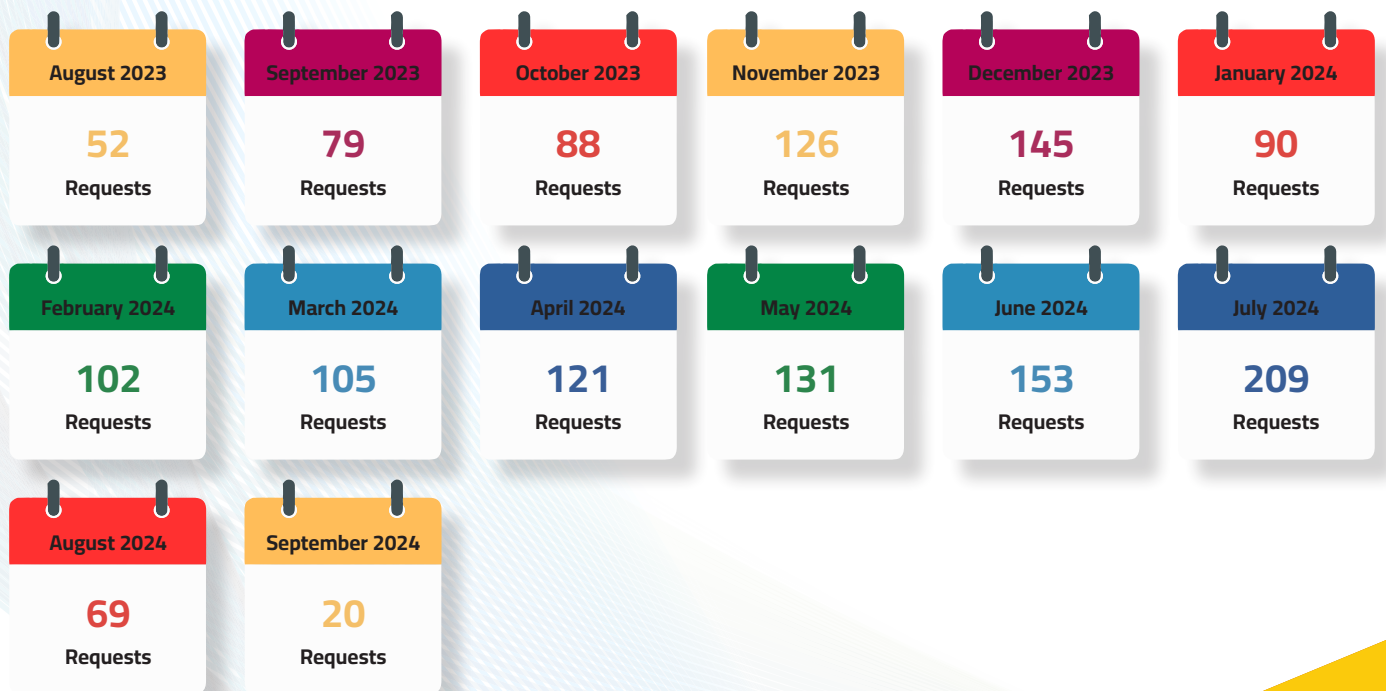 August 2023
52
Requests
September 2023
79
Requests
October 2023
88
Requests
November 2023
126
Requests
December 2023
145
Requests
January 2024
90
Requests
February 2024
102
Requests
March 2024
105
Requests
April 2024
121
Requests
May 2024
131
Requests
June 2024
153
Requests
July 2024
209
Requests
August 2024
69
Requests
September 2024
20
Requests